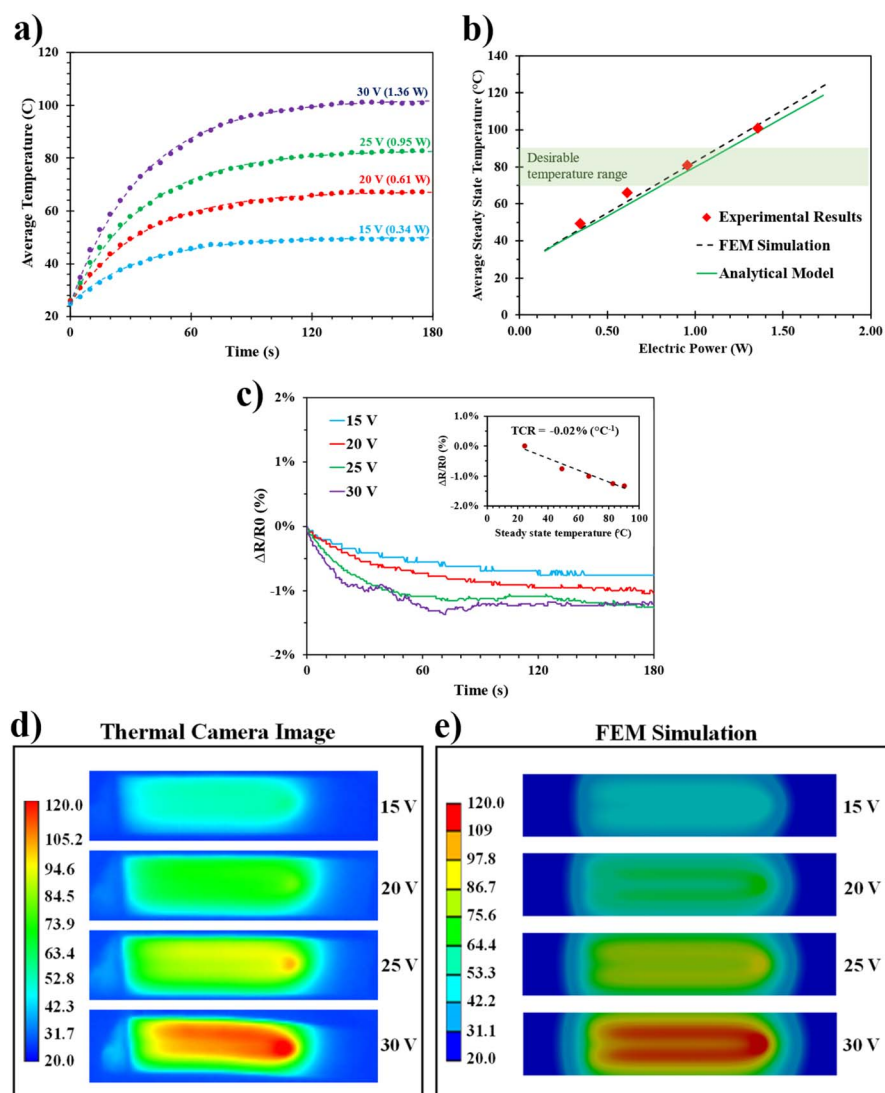 a)
Average Temperature (C)
120
100
80
60
40
20
30 V (1.36 W)
25 V (0.95 W)
20 V (0.61 W)
15 V (0.34 W)
0
60
120
180
Time (s)
b)
Average Steady State Temperature (°C)
140
120
100
80
60
40
20
0
Desirable
temperature range
Experimental Results
FEM Simulation
Analytical Model
0.00
0.50
1.00
1.50
2.00
Electric Power (W)
c)
ΔR/R0 (%)
2%
1%
0%
-1%
-2%
15 V
20 V
25 V
30 V
ΔR/R0 (%)
1.0%
0.0%
-1.0%
-2.0%
TCR = -0.02% (°C⁻¹)
0
20
40
60
80
100
Steady state temperature (°C)
0
60
120
180
Time (s)
d)
Thermal Camera Image
120.0
105.2
94.6
84.5
73.9
63.4
52.8
42.3
31.7
20.0
15 V
20 V
25 V
30 V
e)
FEM Simulation
120.0
109
97.8
86.7
75.6
64.4
53.3
42.2
31.1
20.0
15 V
20 V
25 V
30 V